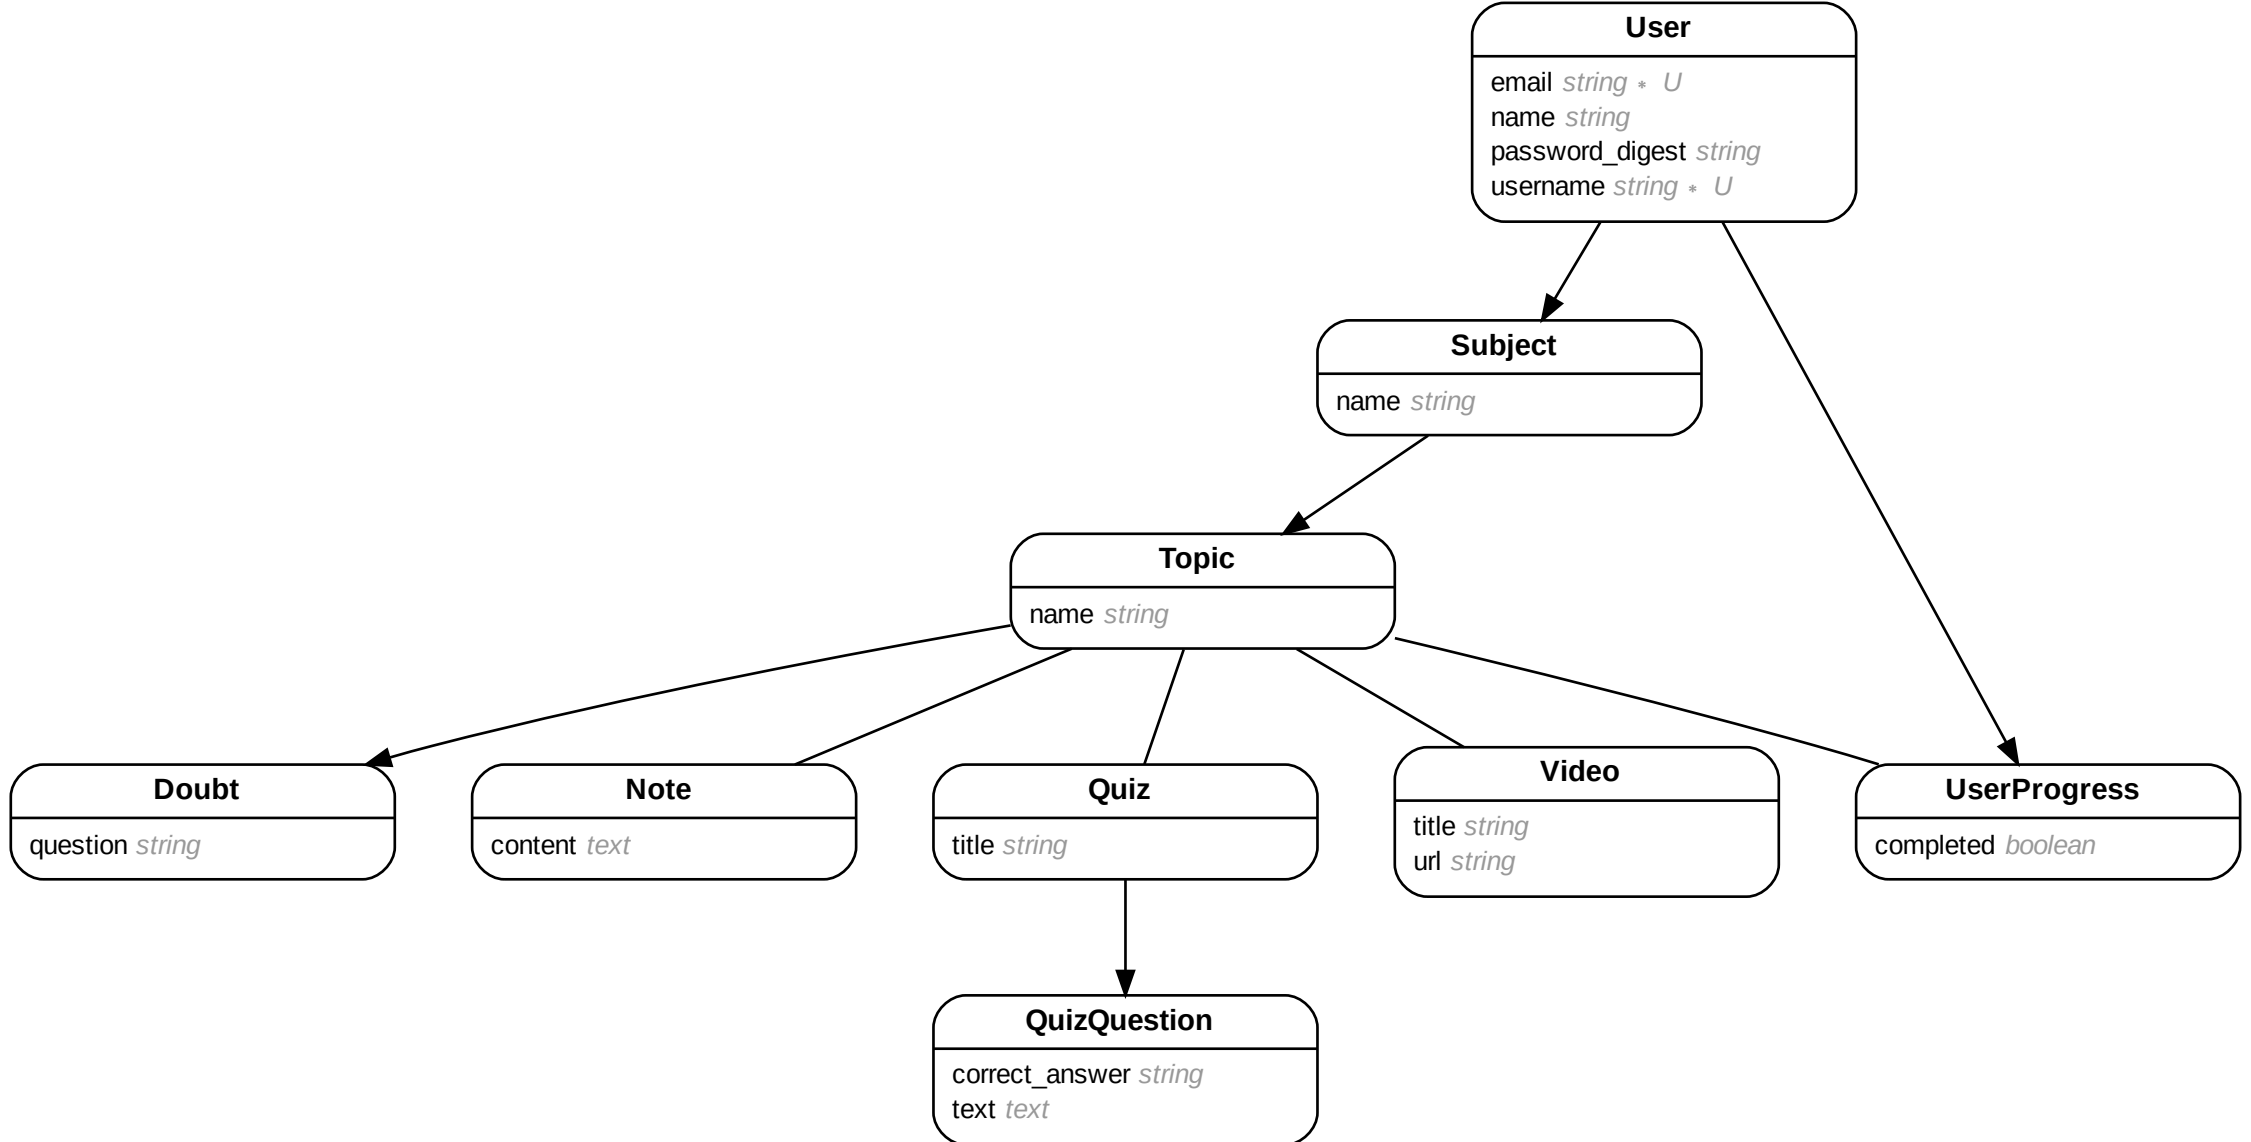 User
email string * U
name string
password_digest string
username string * U
Subject
name string
Topic
name string
Doubt
question string
Note
content text
Quiz
title string
Video
title string
url string
UserProgress
completed boolean
QuizQuestion
correct_answer string
text text